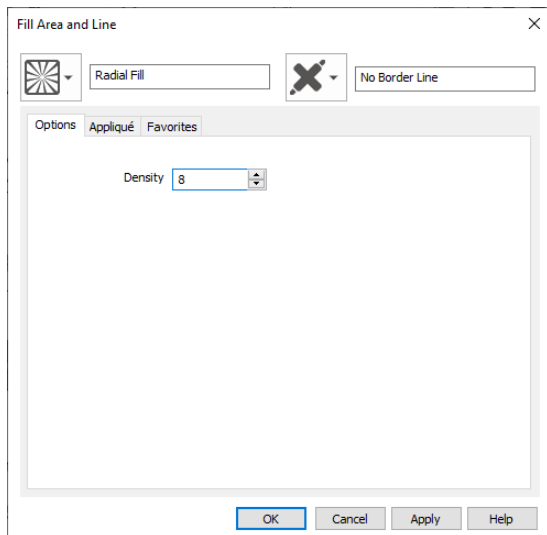 Fill Area and Line
Radial Fill
No Border Line
Options Appliqué Favorites
Density 8
OK Cancel Apply Help